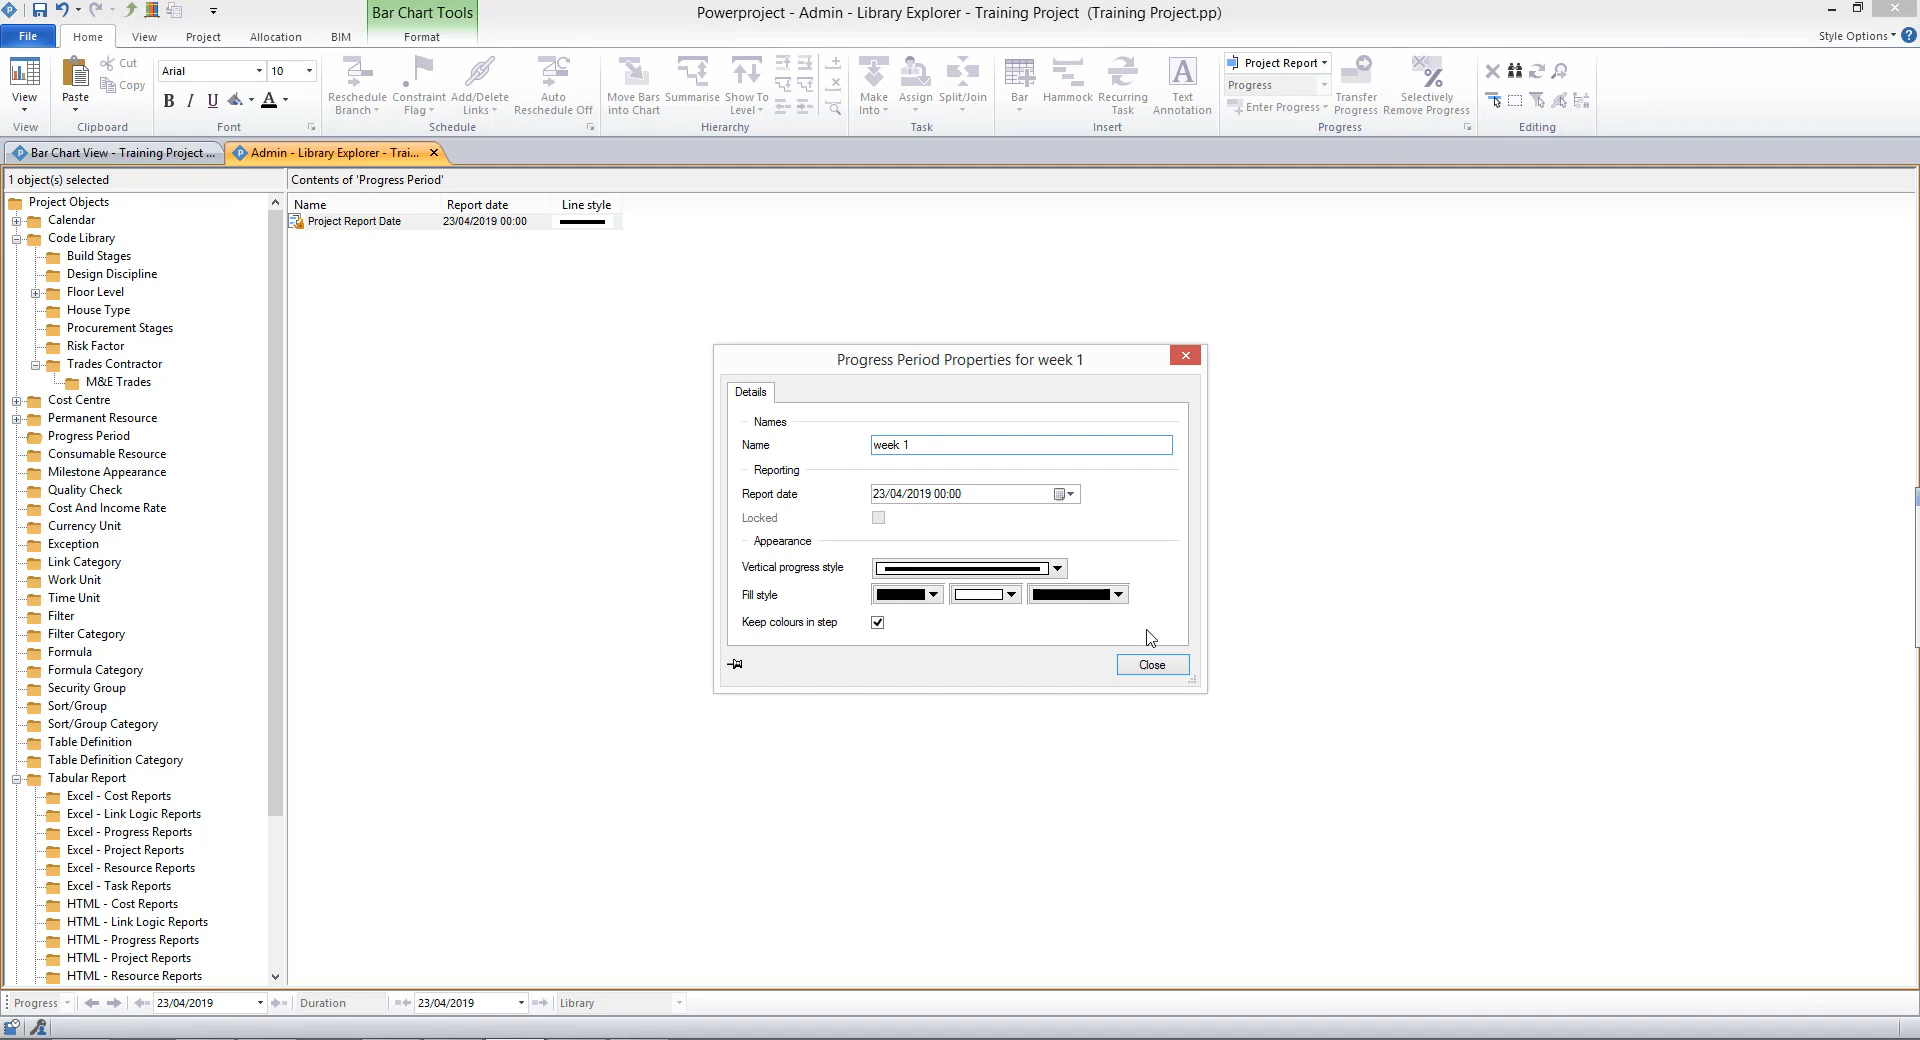 Bar Chart Tools
Powerproject - Admin - Library Explorer - Training Project (Training Project.pp)
File
Home
View
Project
Allocation
BIM
Format
Style Options
View
Paste
Cut
Copy
Arial
10
B I U A
Reschedule Branch
Constraint Flag
Add/Delete Links
Auto Reschedule Off
Move Bars into Chart
Summarise
Show To Level
Make Into
Assign
Split/Join
Bar
Hammock
Recurring Task
Text Annotation
Project Report
Progress
Enter Progress
Transfer Progress
Selectively Remove Progress
View
Clipboard
Font
Schedule
Hierarchy
Task
Insert
Progress
Editing
Bar Chart View - Training Project ...
Admin - Library Explorer - Trai...
1 object(s) selected
Contents of 'Progress Period'
Name
Report date
Line style
Project Report Date
23/04/2019 00:00
Project Objects
Calendar
Code Library
Build Stages
Design Discipline
Floor Level
House Type
Procurement Stages
Risk Factor
Trades Contractor
M&E Trades
Cost Centre
Permanent Resource
Progress Period
Consumable Resource
Milestone Appearance
Quality Check
Cost And Income Rate
Currency Unit
Exception
Link Category
Work Unit
Time Unit
Filter
Filter Category
Formula
Formula Category
Security Group
Sort/Group
Sort/Group Category
Table Definition
Table Definition Category
Tabular Report
Excel - Cost Reports
Excel - Link Logic Reports
Excel - Progress Reports
Excel - Project Reports
Excel - Resource Reports
Excel - Task Reports
HTML - Cost Reports
HTML - Link Logic Reports
HTML - Progress Reports
HTML - Project Reports
HTML - Resource Reports
Progress Period Properties for week 1
Details
Names
Name
week 1
Reporting
Report date
23/04/2019 00:00
Locked
Appearance
Vertical progress style
Fill style
Keep colours in step
Close
Progress
23/04/2019
Duration
23/04/2019
Library